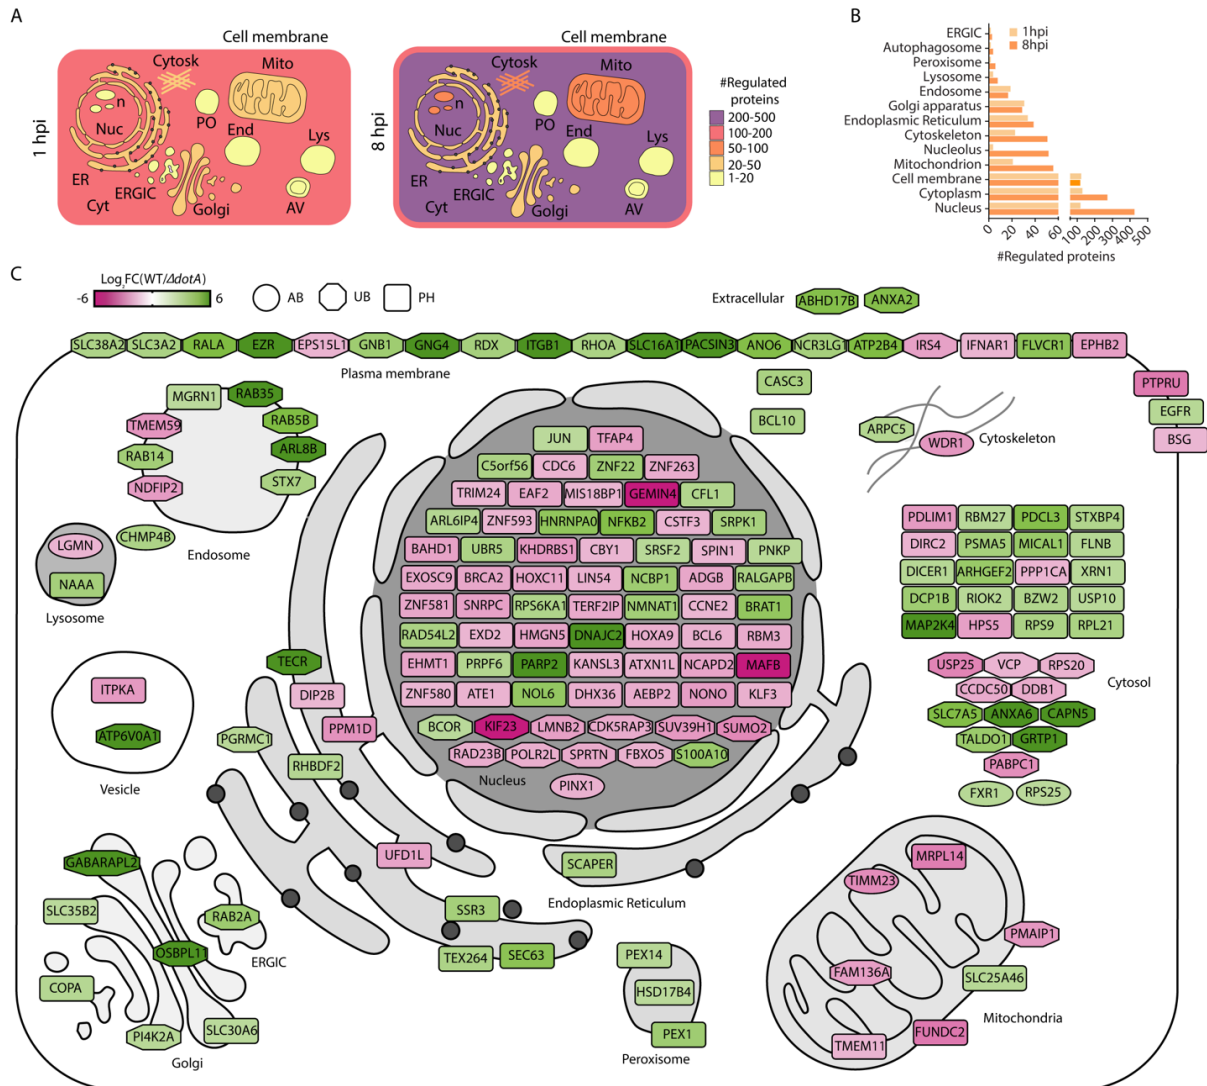 A
Cell membrane
Cytosk
Mito
n
Nuc
PO
End
Lys
ER
ERGIC
Cyt
Golgi
AV
1 hpi
Cell membrane
Cytosk
Mito
n
Nuc
PO
End
Lys
ER
ERGIC
Cyt
Golgi
AV
8 hpi
#Regulated
proteins
200-500
100-200
50-100
20-50
1-20
B
ERGIC
Autophagosome
Peroxisome
Lysosome
Endosome
Golgi apparatus
Endoplasmic Reticulum
Cytoskeleton
Nucleolus
Mitochondrion
Cell membrane
Cytoplasm
Nucleus
1hpi
8hpi
0 20 40 60 100 200 300 400 500
#Regulated proteins
C
Log2FC(WT/ΔdotA)
-6 6
AB UB PH
Extracellular ABHD17B ANXA2
SLC38A2 SLC3A2 RALA EZR EPS15L1 GNB1 GNG4 RDX ITGB1 RHOA SLC16A1 PACSIN3 ANO6 NCR3LG1 ATP2B4 IRS4 IFNAR1 FLVCR1 EPHB2
Plasma membrane
PTPRU
EGFR
BSG
CASC3
BCL10
ARPC5
WDR1
Cytoskeleton
MGRN1 RAB35
TMEM59 RAB5B
RAB14 ARL8B
NDFIP2 STX7
CHMP4B
Endosome
LGMN
NAAA
Lysosome
ITPKA
ATP6V0A1
Vesicle
JUN TFAP4
C5orf56 CDC6 ZNF22 ZNF263
TRIM24 EAF2 MIS18BP1 GEMIN4 CFL1
ARL6IP4 ZNF593 HNRNPA0 NFKB2 CSTF3 SRPK1
BAHD1 UBR5 KHDRBS1 CBY1 SRSF2 SPIN1 PNKP
EXOSC9 BRCA2 HOXC11 LIN54 NCBP1 ADGB RALGAPB
ZNF581 SNRPC RPS6KA1 TERF2IP NMNAT1 CCNE2 BRAT1
RAD54L2 EXD2 HMGN5 DNAJC2 HOXA9 BCL6 RBM3
EHMT1 PRPF6 PARP2 KANSL3 ATXN1L NCAPD2 MAFB
ZNF580 ATE1 NOL6 DHX36 AEBP2 NONO KLF3
BCOR KIF23 LMNB2 CDK5RAP3 SUV39H1 SUMO2
RAD23B POLR2L SPRTN FBXO5 S100A10
Nucleus
PINX1
PDLIM1 RBM27 PDCL3 STXBP4
DIRC2 PSMA5 MICAL1 FLNB
DICER1 ARHGEF2 PPP1CA XRN1
DCP1B RIOK2 BZW2 USP10
MAP2K4 HPS5 RPS9 RPL21
USP25 VCP RPS20
CCDC50 DDB1
Cytosol
SLC7A5 ANXA6 CAPN5
TALDO1 GRTP1
PABPC1
FXR1 RPS25
TECR
DIP2B
PPM1D
PGRMC1
RHBDF2
UFD1L
SCAPER
Endoplasmic Reticulum
SSR3
TEX264 SEC63
GABARAPL2
SLC35B2
RAB2A
OSBPL11
ERGIC
COPA
PI4K2A
SLC30A6
Golgi
PEX14
HSD17B4
PEX1
Peroxisome
MRPL14
TIMM23
PMAIP1
FAM136A
SLC25A46
Mitochondria
FUNDC2
TMEM11